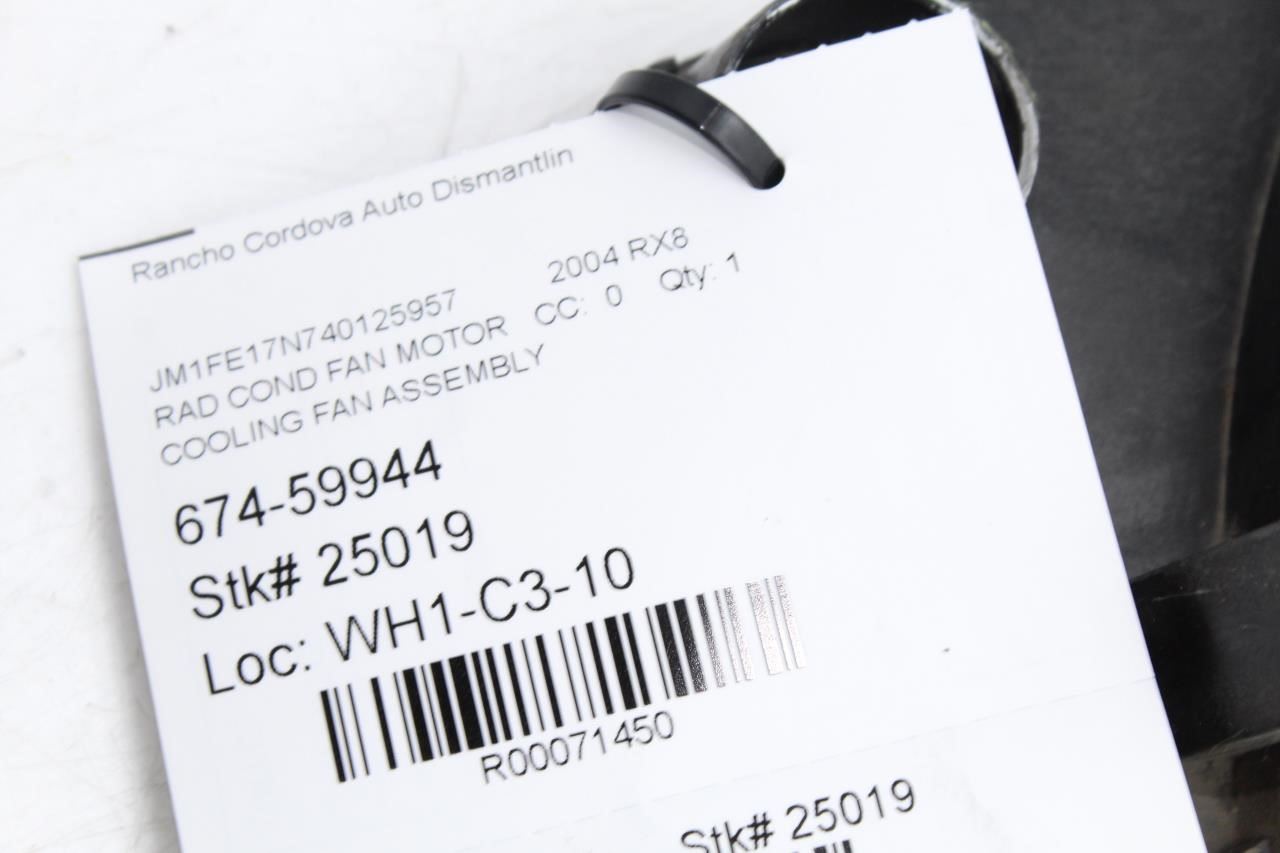 Rancho Cordova Auto Dismantlin
JM1FE17N740125957 2004 RX8
RAD COND FAN MOTOR CC: 0 Qty: 1
COOLING FAN ASSEMBLY
674-59944
Stk# 25019
Loc: WH1-C3-10
R00071450
Stk# 25019